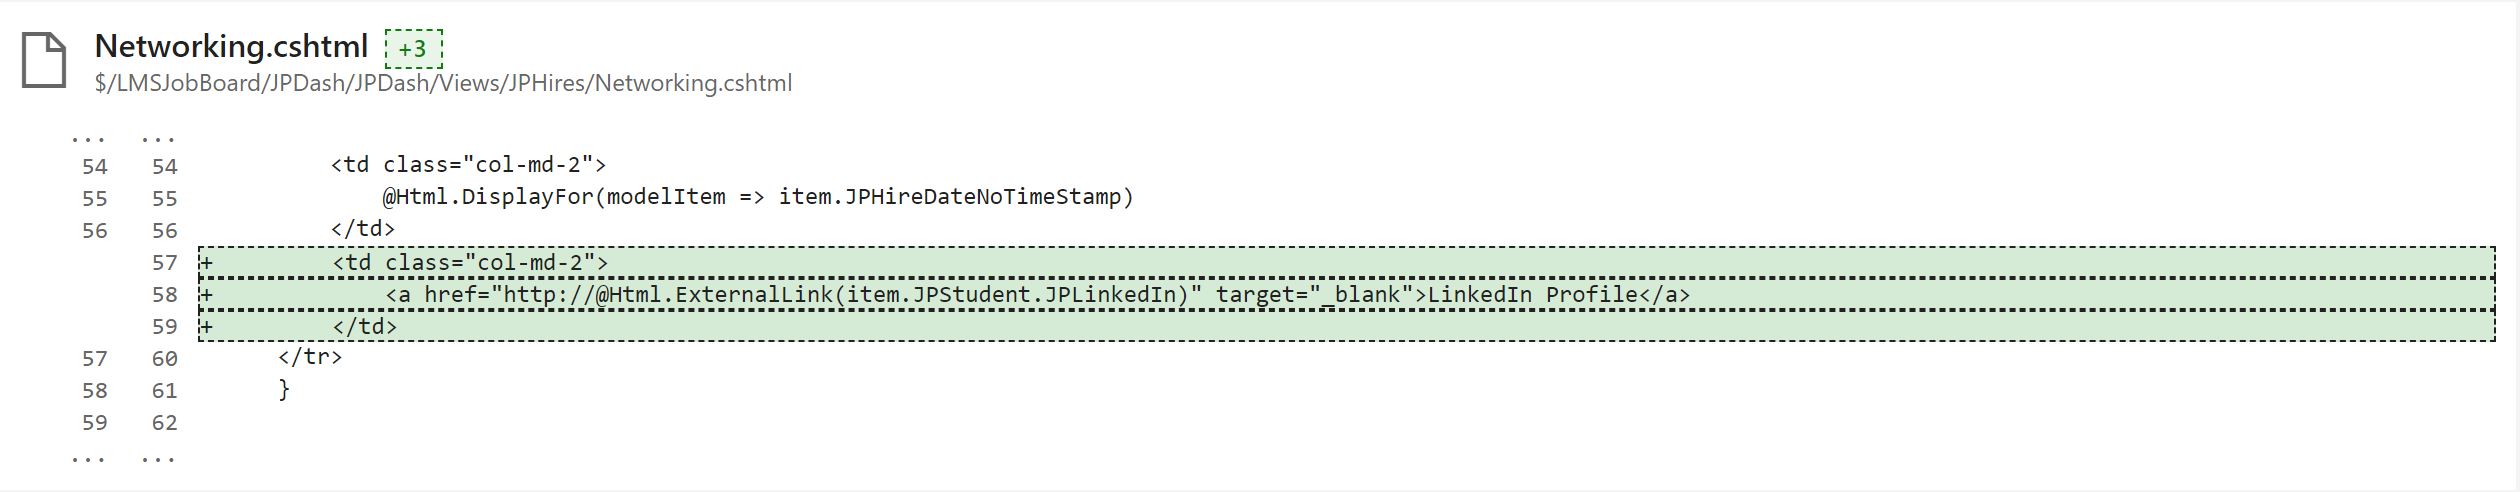 Networking.cshtml +3
$/LMSJobBoard/JPDash/JPDash/Views/JPHires/Networking.cshtml
... ...
54 54 <td class="col-md-2">
55 55 @Html.DisplayFor(modelItem => item.JPHireDateNoTimeStamp)
56 56 </td>
57 + <td class="col-md-2">
58 + <a href="http://@Html.ExternalLink(item.JPStudent.JPLinkedIn)" target="_blank">LinkedIn Profile</a>
59 + </td>
57 60 </tr>
58 61 }
59 62
... ...